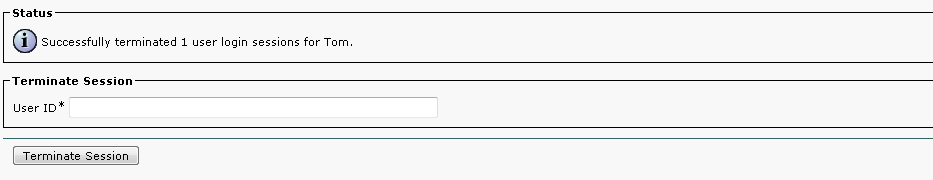 Status
Successfully terminated 1 user login sessions for Tom.
Terminate Session
User ID*
Terminate Session